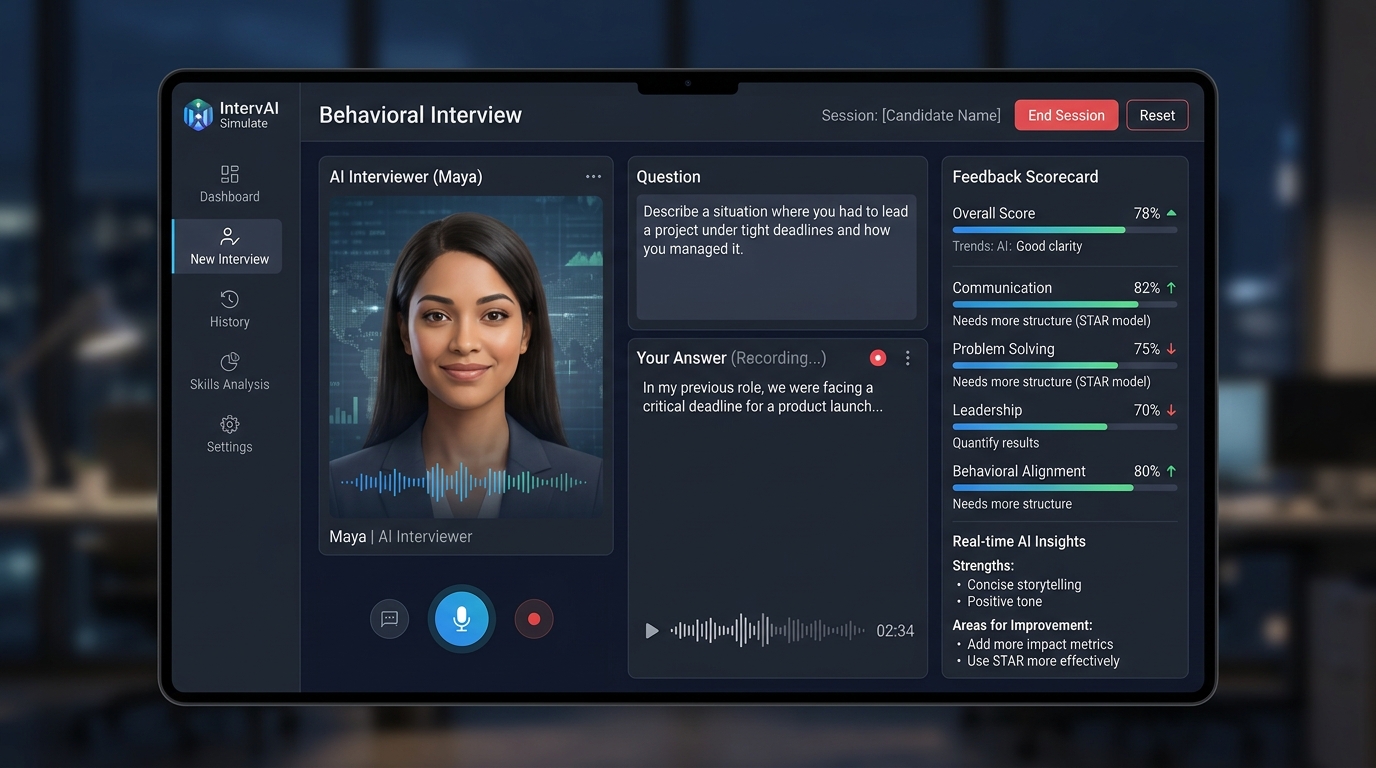 IntervAI
Simulate
Dashboard
New Interview
History
Skills Analysis
Settings
Behavioral Interview
Session: [Candidate Name]
End Session
Reset
AI Interviewer (Maya)
Maya | AI Interviewer
Question
Describe a situation where you had to lead
a project under tight deadlines and how
you managed it.
Your Answer (Recording...)
In my previous role, we were facing a
critical deadline for a product launch...
02:34
Feedback Scorecard
Overall Score 78%
Trends: AI: Good clarity
Communication 82%
Needs more structure (STAR model)
Problem Solving 75%
Needs more structure (STAR model)
Leadership 70%
Quantify results
Behavioral Alignment 80%
Needs more structure
Real-time AI Insights
Strengths:
• Concise storytelling
• Positive tone
Areas for Improvement:
• Add more impact metrics
• Use STAR more effectively